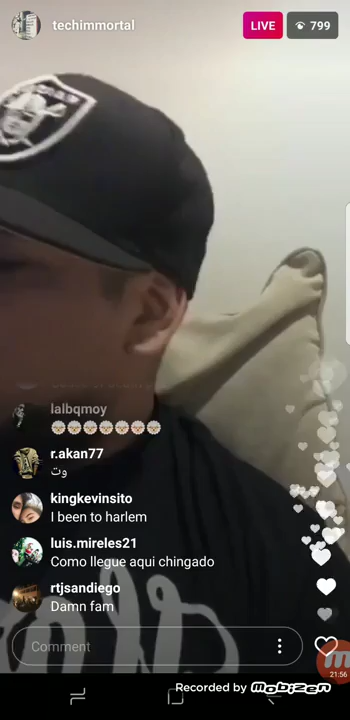 techimmortal
LIVE
799
lalbqmoy
r.akan77
وت
kingkevinsito
I been to harlem
luis.mireles21
Como llegue aqui chingado
rtjsandiego
Damn fam
Comment
21:56
Recorded by Mobizen